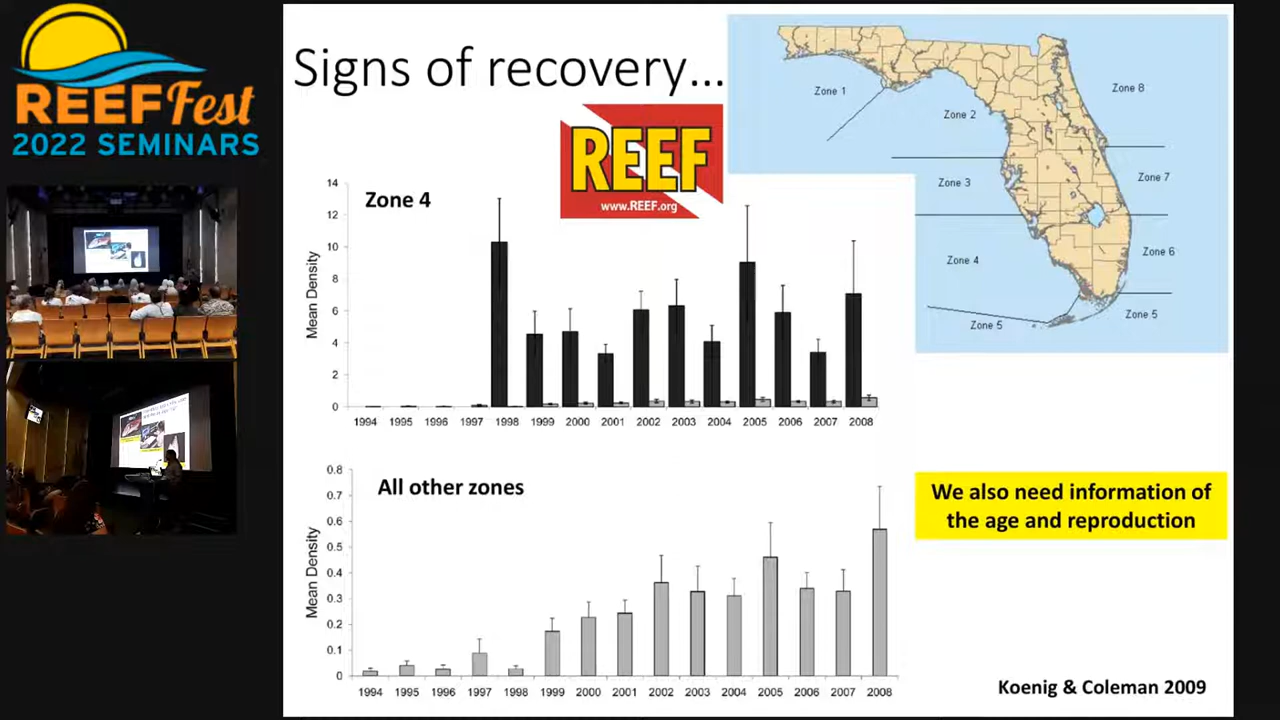 REEF Fest
2022 SEMINARS
Signs of recovery...
REEF
www.REEF.org
Zone 1
Zone 2
Zone 3
Zone 4
Zone 5
Zone 8
Zone 7
Zone 6
Zone 5
Zone 4
Mean Density
14
12
10
8
6
4
2
0
1994 1995 1996 1997 1998 1999 2000 2001 2002 2003 2004 2005 2006 2007 2008
All other zones
Mean Density
0.8
0.7
0.6
0.5
0.4
0.3
0.2
0.1
0
1994 1995 1996 1997 1998 1999 2000 2001 2002 2003 2004 2005 2006 2007 2008
We also need information of
the age and reproduction
Koenig & Coleman 2009